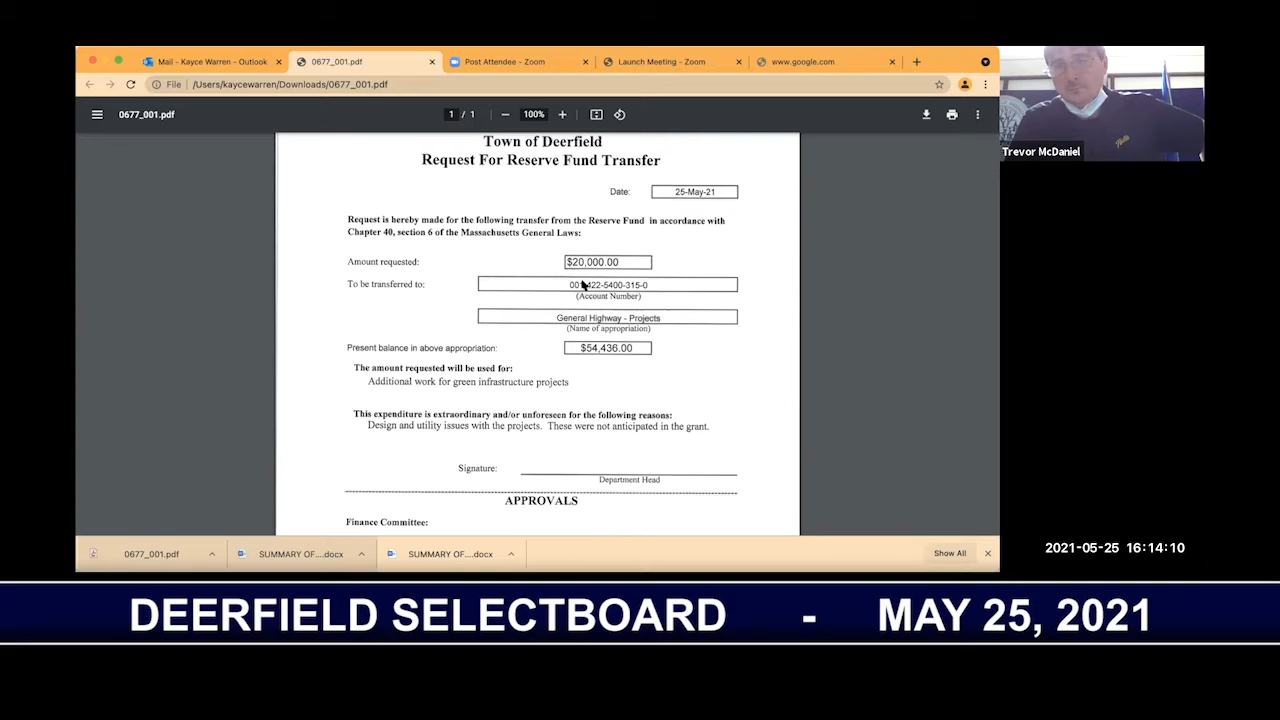 Mail - Kayce Warren - Outlook
0677_001.pdf
Post Attendee - Zoom
Launch Meeting - Zoom
www.google.com
File
/Users/kaycewarren/Downloads/0677_001.pdf
0677_001.pdf
1 / 1
100%
Trevor McDaniel
Town of Deerfield
Request For Reserve Fund Transfer
Date: 25-May-21
Request is hereby made for the following transfer from the Reserve Fund in accordance with
Chapter 40, section 6 of the Massachusetts General Laws:
Amount requested: $20,000.00
To be transferred to: 422-5400-315-0
(Account Number)
General Highway - Projects
(Name of appropriation)
Present balance in above appropriation: $54,436.00
The amount requested will be used for:
Additional work for green infrastructure projects
This expenditure is extraordinary and/or unforeseen for the following reasons:
Design and utility issues with the projects. These were not anticipated in the grant.
Signature:
Department Head
APPROVALS
Finance Committee:
0677_001.pdf
SUMMARY OF....docx
SUMMARY OF....docx
Show All
2021-05-25 16:14:10
DEERFIELD SELECTBOARD - MAY 25, 2021